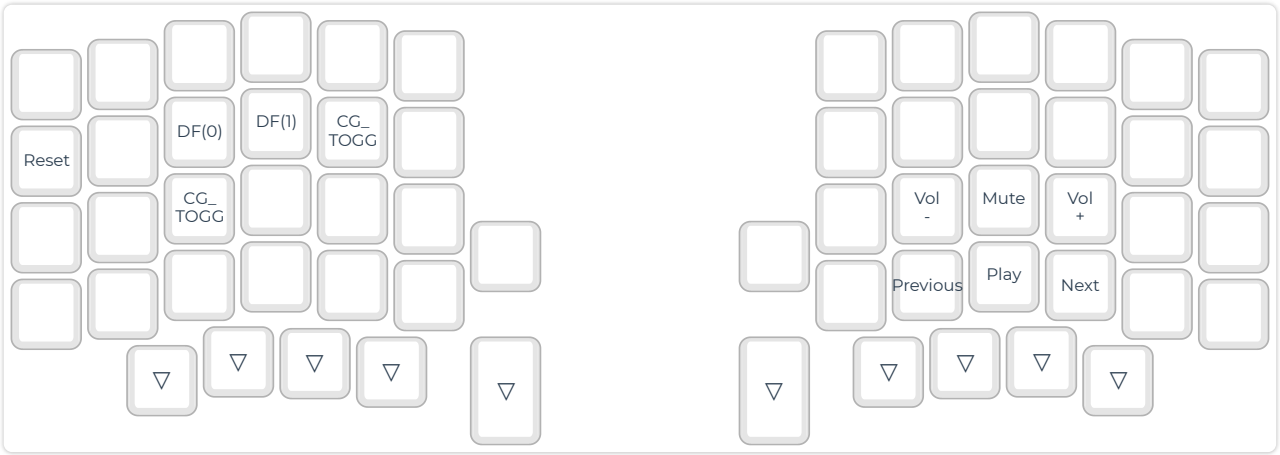 DF(0)
DF(1)
CG_
TOGG
Reset
CG_
TOGG
Vol
-
Mute
Vol
+
Previous
Play
Next
▽
▽
▽
▽
▽
▽
▽
▽
▽
▽